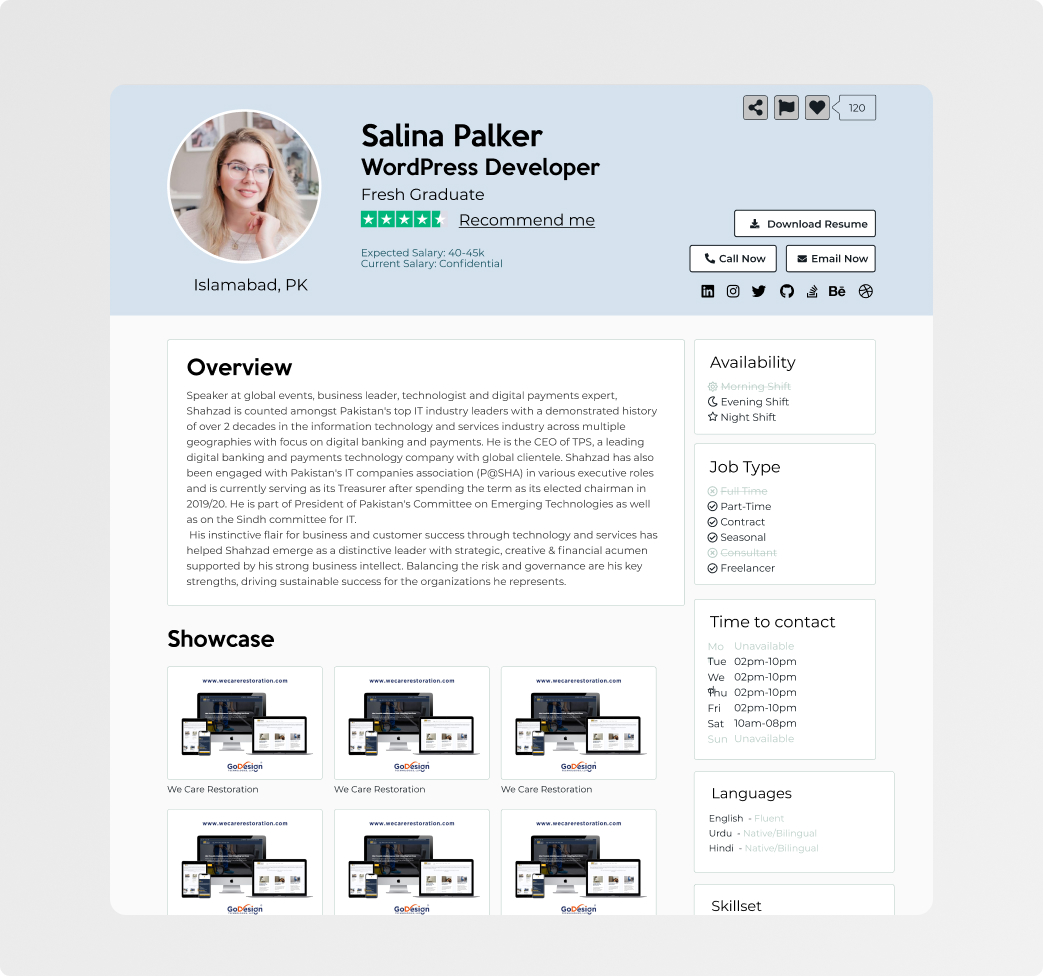 120
Salina Palker
WordPress Developer
Fresh Graduate
Recommend me
Expected Salary: 40-45k
Current Salary: Confidential
Islamabad, PK
Download Resume
Call Now
Email Now
Bē
Overview
Speaker at global events, business leader, technologist and digital payments expert,
Shahzad is counted amongst Pakistan's top IT industry leaders with a demonstrated history
of over 2 decades in the information technology and services industry across multiple
geographies with focus on digital banking and payments. He is the CEO of TPS, a leading
digital banking and payments technology company with global clientele. Shahzad has also
been engaged with Pakistan's IT companies association (P@SHA) in various executive roles
and is currently serving as its Treasurer after spending the term as its elected chairman in
2019/20. He is part of President of Pakistan's Committee on Emerging Technologies as well
as on the Sindh committee for IT.
His instinctive flair for business and customer success through technology and services has
helped Shahzad emerge as a distinctive leader with strategic, creative & financial acumen
supported by his strong business intellect. Balancing the risk and governance are his key
strengths, driving sustainable success for the organizations he represents.
Showcase
www.wecarerestoration.com
GoDesign
We Care Restoration
www.wecarerestoration.com
GoDesign
We Care Restoration
www.wecarerestoration.com
GoDesign
We Care Restoration
www.wecarerestoration.com
GoDesign
www.wecarerestoration.com
GoDesign
www.wecarerestoration.com
GoDesign
Availability
Morning Shift
Evening Shift
Night Shift
Job Type
Full Time
Part-Time
Contract
Seasonal
Consultant
Freelancer
Time to contact
Mo Unavailable
Tue 02pm-10pm
Wed 02pm-10pm
Thu 02pm-10pm
Fri 02pm-10pm
Sat 10am-08pm
Sun Unavailable
Languages
English - Fluent
Urdu - Native/Bilingual
Hindi - Native/Bilingual
Skillset